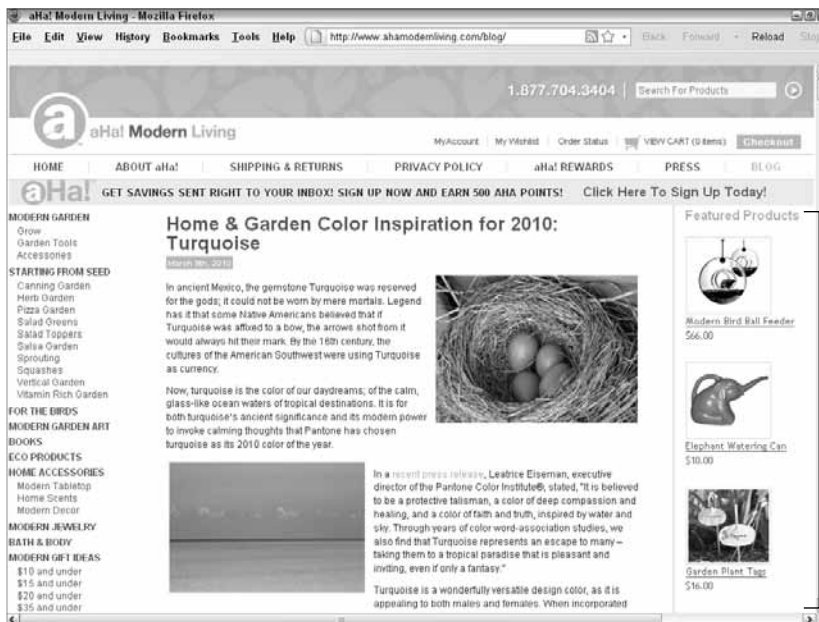 aHa! Modern Living - Mozilla Firefox
File Edit View History Bookmarks Tools Help
http://www.ahamodernliving.com/blog/
Back Forward Reload Stop
1.877.704.3404
Search For Products
a
aHa! Modern Living
MyAccount My Wishlist Order Status VIEW CART (0 items) Checkout
HOME ABOUT aHa! SHIPPING & RETURNS PRIVACY POLICY aHa! REWARDS PRESS BLOG
aHa! GET SAVINGS SENT RIGHT TO YOUR INBOX! SIGN UP NOW AND EARN 500 AHA POINTS! Click Here To Sign Up Today!
MODERN GARDEN
Grow
Garden Tools
Accessories
STARTING FROM SEED
Canning Garden
Herb Garden
Pizza Garden
Salad Greens
Salad Toppers
Salsa Garden
Sprouting
Squashes
Vertical Garden
Vitamin Rich Garden
FOR THE BIRDS
MODERN GARDEN ART
BOOKS
ECO PRODUCTS
HOME ACCESSORIES
Modern Tabletop
Home Scents
Modern Decor
MODERN JEWELRY
BATH & BODY
MODERN GIFT IDEAS
$10 and under
$15 and under
$20 and under
$35 and under
Home & Garden Color Inspiration for 2010:
Turquoise
March 9th, 2010
In ancient Mexico, the gemstone Turquoise was reserved
for the gods; it could not be worn by mere mortals. Legend
has it that some Native Americans believed that if
Turquoise was affixed to a bow, the arrows shot from it
would always hit their mark. By the 16th century, the
cultures of the American Southwest were using Turquoise
as currency.
Now, turquoise is the color of our daydreams; of the calm,
glass-like ocean waters of tropical destinations. It is for
both turquoise's ancient significance and its modern power
to invoke calming thoughts that Pantone has chosen
turquoise as its 2010 color of the year.
In a recent press release, Leatrice Eiseman, executive
director of the Pantone Color Institute®, stated, "It is believed
to be a protective talisman, a color of deep compassion and
healing, and a color of faith and truth, inspired by water and
sky. Through years of color word-association studies, we
also find that Turquoise represents an escape to many –
taking them to a tropical paradise that is pleasant and
inviting, even if only a fantasy."
Turquoise is a wonderfully versatile design color, as it is
appealing to both males and females. When incorporated
Featured Products
Modern Bird Ball Feeder
$66.00
Elephant Watering Can
$10.00
Garden Plant Tags
$16.00